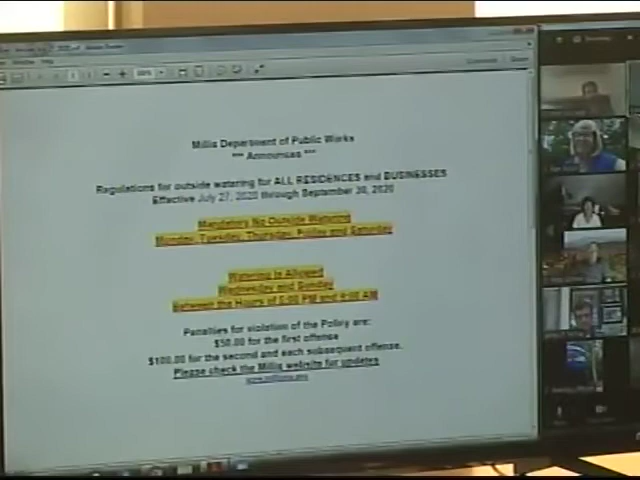 Millis Department of Public Works
*** Announces ***
Regulations for outside watering for ALL RESIDENCES and BUSINESSES
Effective July 27, 2020 through September 30, 2020
Mandatory No Outside Watering
Monday, Tuesday, Thursday, Friday and Saturday
Watering is Allowed
Wednesday and Sunday
Between the Hours of 5:00 PM and 9:00 AM
Penalties for violation of the Policy are:
$50.00 for the first offense
$100.00 for the second and each subsequent offense.
Please check the Millis website for updates